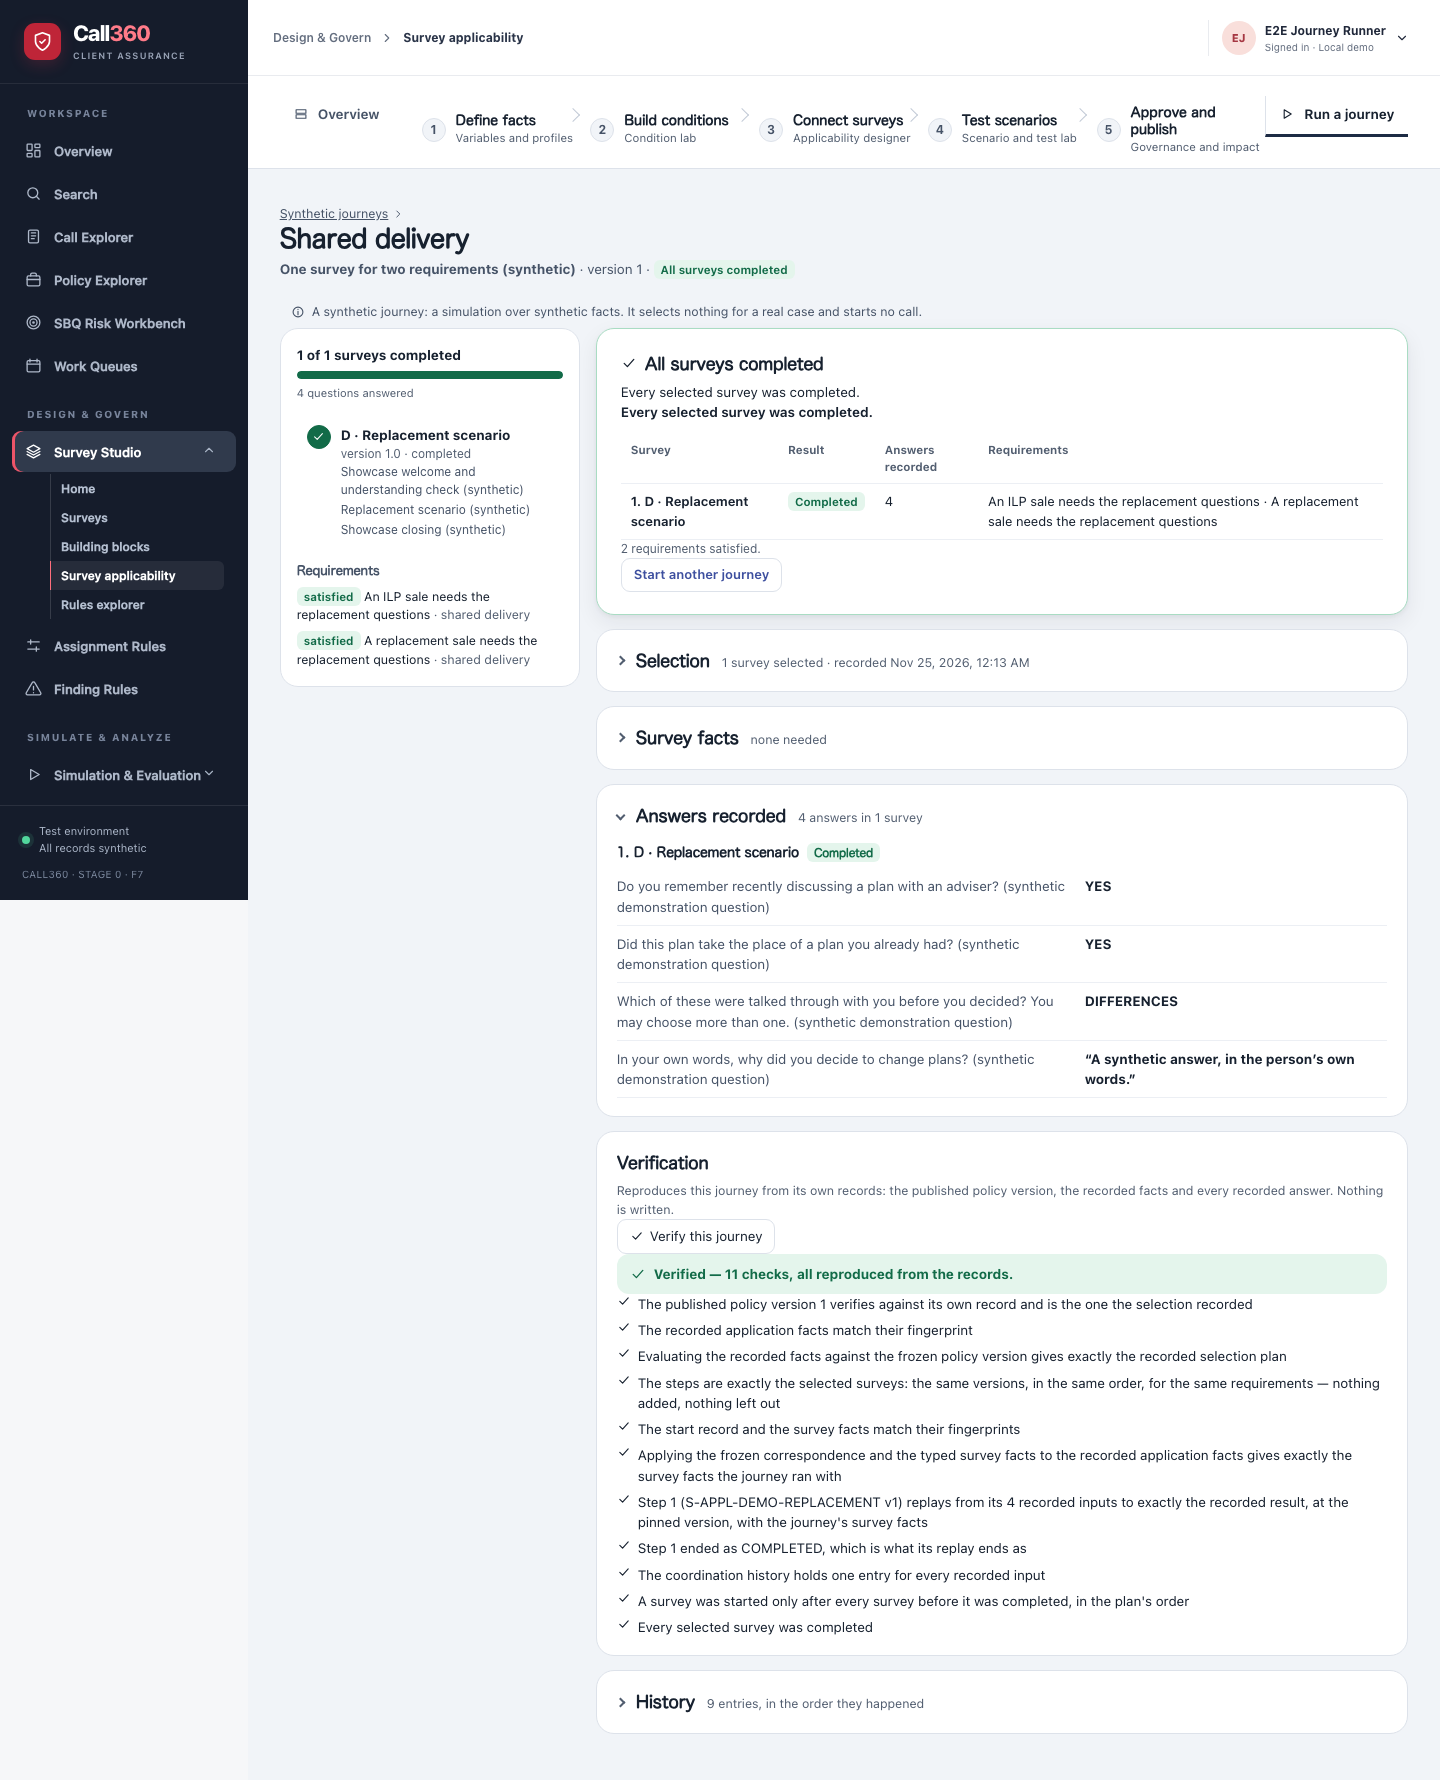 Call360
CLIENT ASSURANCE
WORKSPACE
Overview
Search
Call Explorer
Policy Explorer
SBQ Risk Workbench
Work Queues
DESIGN & GOVERN
Survey Studio
Home
Surveys
Building blocks
Survey applicability
Rules explorer
Assignment Rules
Finding Rules
SIMULATE & ANALYZE
Simulation & Evaluation
Test environment
All records synthetic
CALL360 · STAGE 0 · F7
Design & Govern
Survey applicability
EJ
E2E Journey Runner
Signed in · Local demo
Overview
1
Define facts
Variables and profiles
2
Build conditions
Condition lab
3
Connect surveys
Applicability designer
4
Test scenarios
Scenario and test lab
5
Approve and
publish
Governance and impact
Run a journey
Synthetic journeys
Shared delivery
One survey for two requirements (synthetic) · version 1 · All surveys completed
A synthetic journey: a simulation over synthetic facts. It selects nothing for a real case and starts no call.
1 of 1 surveys completed
4 questions answered
D · Replacement scenario
version 1.0 · completed
Showcase welcome and
understanding check (synthetic)
Replacement scenario (synthetic)
Showcase closing (synthetic)
Requirements
satisfied An ILP sale needs the
replacement questions · shared delivery
satisfied A replacement sale needs the
replacement questions · shared delivery
All surveys completed
Every selected survey was completed.
Every selected survey was completed.
Survey
Result
Answers
recorded
Requirements
1. D · Replacement
scenario
Completed
4
An ILP sale needs the replacement questions · A replacement
sale needs the replacement questions
2 requirements satisfied.
Start another journey
Selection 1 survey selected · recorded Nov 25, 2026, 12:13 AM
Survey facts none needed
Answers recorded 4 answers in 1 survey
1. D · Replacement scenario Completed
Do you remember recently discussing a plan with an adviser? (synthetic
demonstration question)
YES
Did this plan take the place of a plan you already had? (synthetic
demonstration question)
YES
Which of these were talked through with you before you decided? You
may choose more than one. (synthetic demonstration question)
DIFFERENCES
In your own words, why did you decide to change plans? (synthetic
demonstration question)
“A synthetic answer, in the person’s own
words.”
Verification
Reproduces this journey from its own records: the published policy version, the recorded facts and every recorded answer. Nothing
is written.
Verify this journey
Verified — 11 checks, all reproduced from the records.
The published policy version 1 verifies against its own record and is the one the selection recorded
The recorded application facts match their fingerprint
Evaluating the recorded facts against the frozen policy version gives exactly the recorded selection plan
The steps are exactly the selected surveys: the same versions, in the same order, for the same requirements — nothing
added, nothing left out
The start record and the survey facts match their fingerprints
Applying the frozen correspondence and the typed survey facts to the recorded application facts gives exactly the
survey facts the journey ran with
Step 1 (S-APPL-DEMO-REPLACEMENT v1) replays from its 4 recorded inputs to exactly the recorded result, at the
pinned version, with the journey's survey facts
Step 1 ended as COMPLETED, which is what its replay ends as
The coordination history holds one entry for every recorded input
A survey was started only after every survey before it was completed, in the plan's order
Every selected survey was completed
History 9 entries, in the order they happened